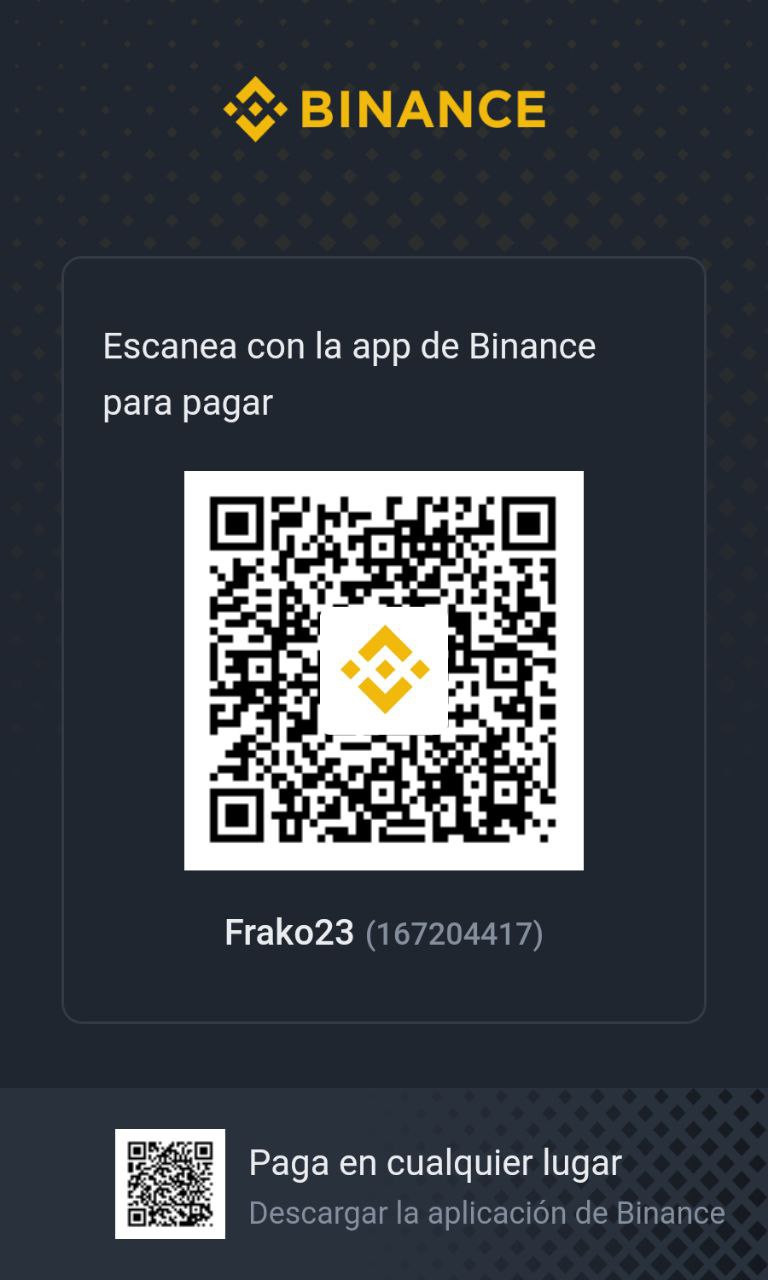 BINANCE
Escanea con la app de Binance
para pagar
Frako23 (167204417)
Paga en cualquier lugar
Descargar la aplicación de Binance